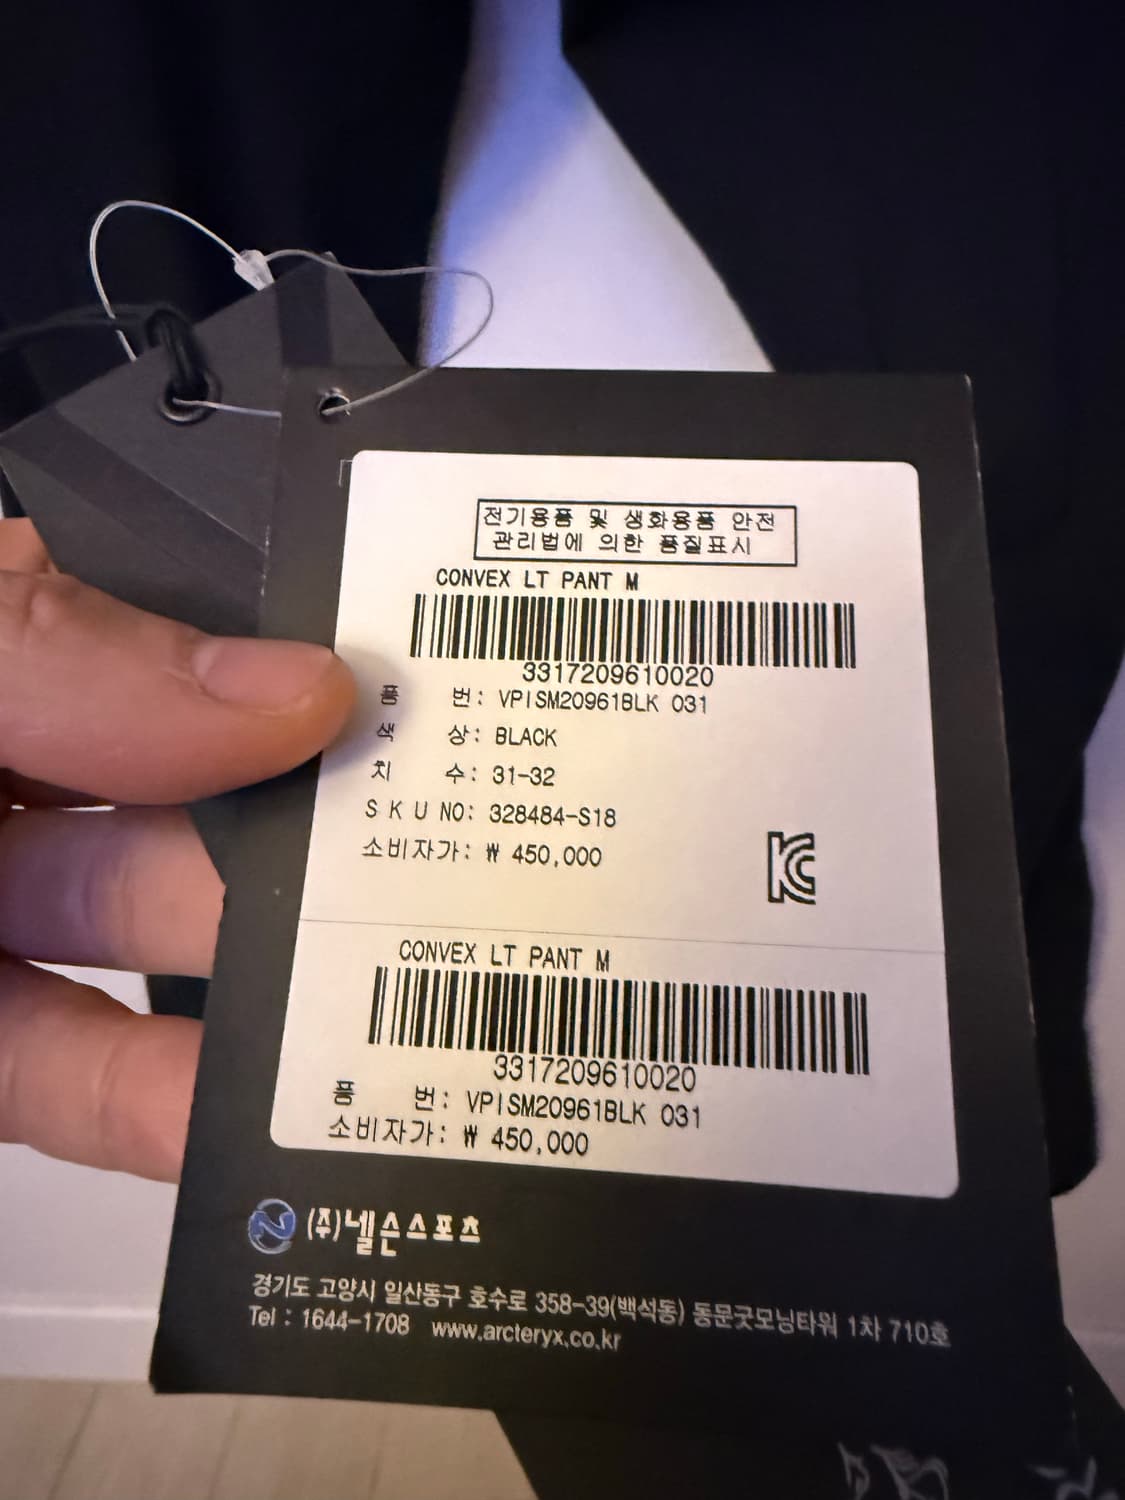 전기용품 및 생화용품 안전
관리법에 의한 품질표시
CONVEX LT PANT M
3317209610020
품 번: VPISM20961BLK 031
색 상: BLACK
치 수: 31-32
S K U NO: 328484-S18
소비자가: ₩ 450,000
KC
CONVEX LT PANT M
3317209610020
품 번: VPISM20961BLK 031
소비자가: ₩ 450,000
(주)넬슨스포츠
경기도 고양시 일산동구 호수로 358-39(백석동) 동문굿모닝타워 1차 710호
Tel : 1644-1708 www.arcteryx.co.kr